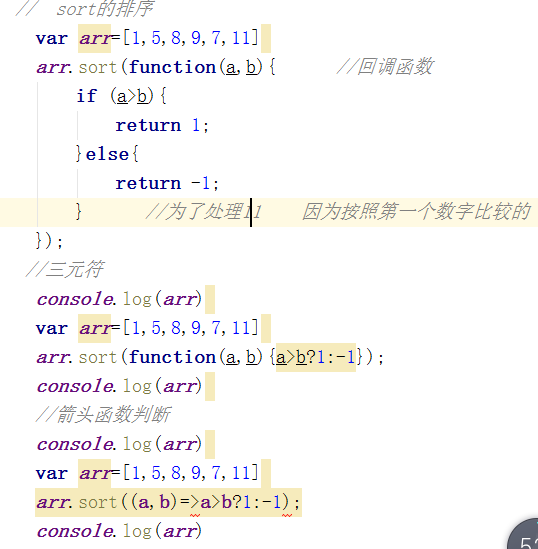 // sort的排序
var arr=[1,5,8,9,7,11]
arr.sort(function(a,b){ //回调函数
if (a>b){
return 1;
}else{
return -1;
} //为了处理11 因为按照第一个数字比较的
});
//三元符
console.log(arr)
var arr=[1,5,8,9,7,11]
arr.sort(function(a,b){a>b?1:-1});
console.log(arr)
//箭头函数判断
console.log(arr)
var arr=[1,5,8,9,7,11]
arr.sort((a,b)=>a>b?1:-1);
console.log(arr)